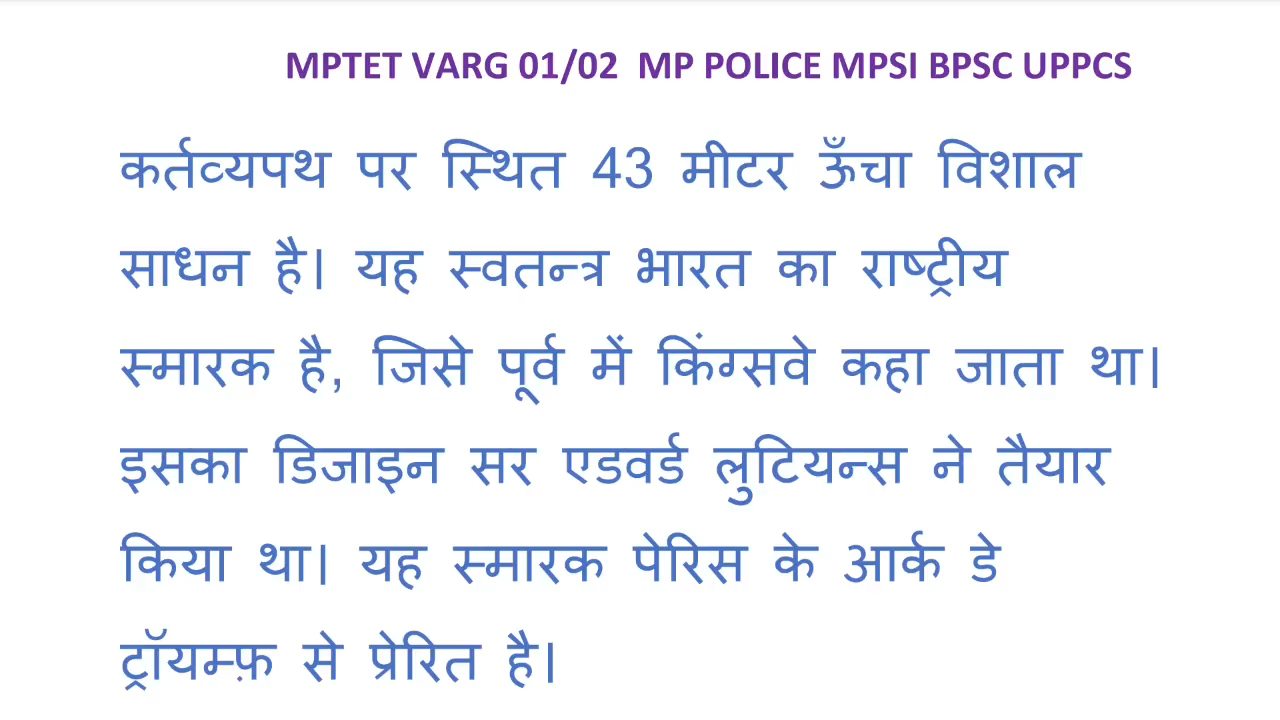 MPTET VARG 01/02 MP POLICE MPSI BPSC UPPCS
कर्तव्यपथ पर स्थित 43 मीटर ऊँचा विशाल
साधन है। यह स्वतन्त्र भारत का राष्ट्रीय
स्मारक है, जिसे पूर्व में किंग्सवे कहा जाता था।
इसका डिजाइन सर एडवर्ड लुटियन्स ने तैयार
किया था। यह स्मारक पेरिस के आर्क डे
ट्रॉयम्फ़ से प्रेरित है।